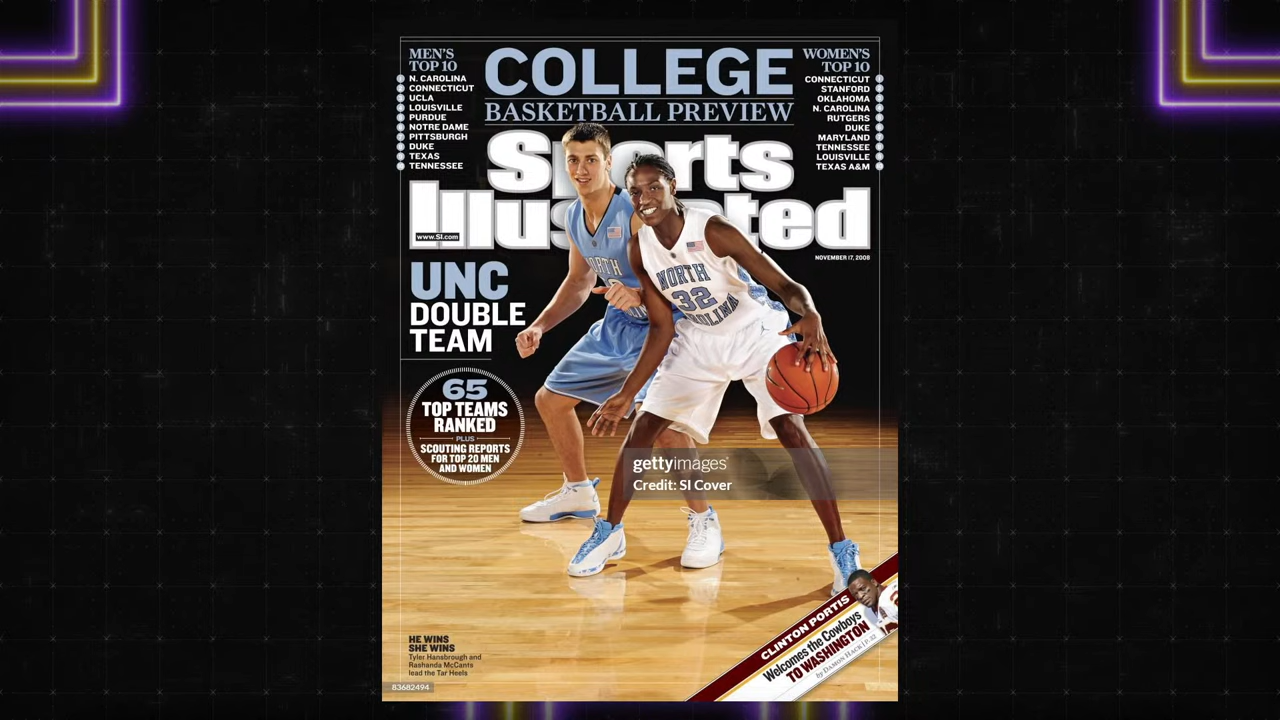 MEN'S
TOP 10
N. CAROLINA
CONNECTICUT
UCLA
LOUISVILLE
PURDUE
NOTRE DAME
PITTSBURGH
DUKE
TEXAS
TENNESSEE
COLLEGE
BASKETBALL PREVIEW
WOMEN'S
TOP 10
CONNECTICUT
STANFORD
OKLAHOMA
N. CAROLINA
RUTGERS
DUKE
MARYLAND
TENNESSEE
LOUISVILLE
TEXAS A&M
Sports
Illustrated
www.SI.com
NOVEMBER 17, 2008
UNC
DOUBLE
TEAM
NORTH
32
CAROLINA
65
TOP TEAMS
RANKED
PLUS
SCOUTING REPORTS
FOR TOP 20 MEN
AND WOMEN
gettyimages
Credit: SI Cover
HE WINS
SHE WINS
Tyler Hansbrough and
Rashanda McCants
lead the Tar Heels
83682494
CLINTON PORTIS
Welcomes the Cowboys
TO WASHINGTON
by DAMON HACK